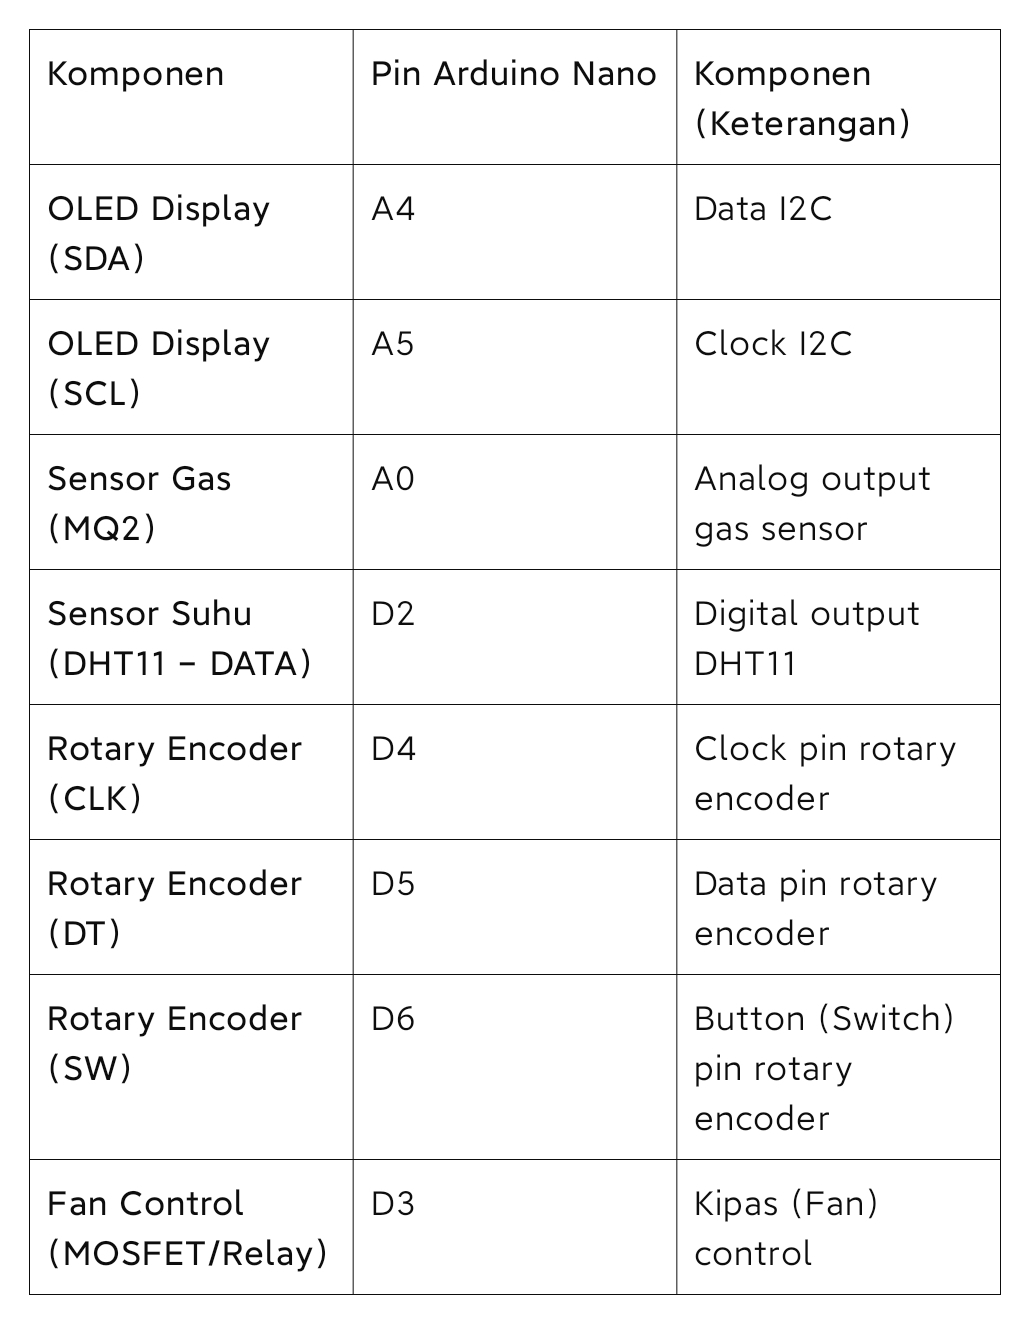 Komponen
Pin Arduino Nano
Komponen
(Keterangan)
OLED Display
(SDA)
A4
Data I2C
OLED Display
(SCL)
A5
Clock I2C
Sensor Gas
(MQ2)
A0
Analog output
gas sensor
Sensor Suhu
(DHT11 – DATA)
D2
Digital output
DHT11
Rotary Encoder
(CLK)
D4
Clock pin rotary
encoder
Rotary Encoder
(DT)
D5
Data pin rotary
encoder
Rotary Encoder
(SW)
D6
Button (Switch)
pin rotary
encoder
Fan Control
(MOSFET/Relay)
D3
Kipas (Fan)
control